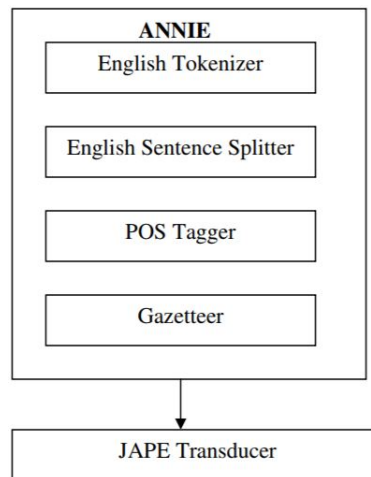 ANNIE
English Tokenizer
English Sentence Splitter
POS Tagger
Gazetteer
JAPE Transducer